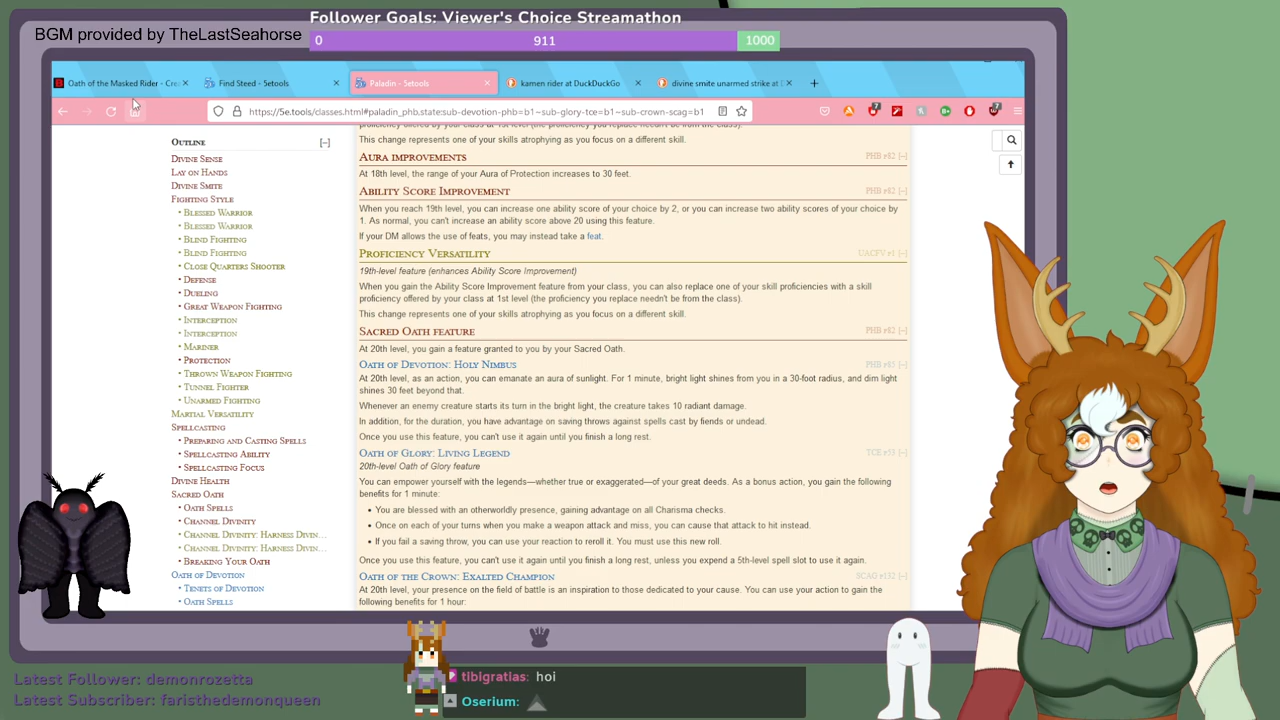 Follower Goals: Viewer's Choice Streamathon
BGM provided by TheLastSeahorse
0 911 1000
Oath of the Masked Rider - Cre
Find Steed - 5etools
Paladin - 5etools
kamen rider at DuckDuckGo
divine smite unarmed strike at D
https://5e.tools/classes.html#paladin_phb,state:sub-devotion-phb=b1~sub-glory-tce=b1~sub-crown-scag=b1
Outline [–]
Divine Sense
Lay on Hands
Divine Smite
Fighting Style
• Blessed Warrior
• Blessed Warrior
• Blind Fighting
• Blind Fighting
• Close Quarters Shooter
• Defense
• Dueling
• Great Weapon Fighting
• Interception
• Interception
• Mariner
• Protection
• Thrown Weapon Fighting
• Tunnel Fighter
• Unarmed Fighting
Martial Versatility
Spellcasting
• Preparing and Casting Spells
• Spellcasting Ability
• Spellcasting Focus
Divine Health
Sacred Oath
• Oath Spells
• Channel Divinity
• Channel Divinity: Harness Divin...
• Channel Divinity: Harness Divin...
• Breaking Your Oath
Oath of Devotion
• Tenets of Devotion
• Oath Spells
This change represents one of your skills atrophying as you focus on a different skill.
Aura improvements PHB p82 [–]
At 18th level, the range of your Aura of Protection increases to 30 feet.
Ability Score Improvement PHB p82 [–]
When you reach 19th level, you can increase one ability score of your choice by 2, or you can increase two ability scores of your choice by
1. As normal, you can't increase an ability score above 20 using this feature.
If your DM allows the use of feats, you may instead take a feat.
Proficiency Versatility UACFV p1 [–]
19th-level feature (enhances Ability Score Improvement)
When you gain the Ability Score Improvement feature from your class, you can also replace one of your skill proficiencies with a skill
proficiency offered by your class at 1st level (the proficiency you replace needn't be from the class).
This change represents one of your skills atrophying as you focus on a different skill.
Sacred Oath feature PHB p82 [–]
At 20th level, you gain a feature granted to you by your Sacred Oath.
Oath of Devotion: Holy Nimbus PHB p85 [–]
At 20th level, as an action, you can emanate an aura of sunlight. For 1 minute, bright light shines from you in a 30-foot radius, and dim light
shines 30 feet beyond that.
Whenever an enemy creature starts its turn in the bright light, the creature takes 10 radiant damage.
In addition, for the duration, you have advantage on saving throws against spells cast by fiends or undead.
Once you use this feature, you can't use it again until you finish a long rest.
Oath of Glory: Living Legend TCE p53 [–]
20th-level Oath of Glory feature
You can empower yourself with the legends—whether true or exaggerated—of your great deeds. As a bonus action, you gain the following
benefits for 1 minute:
• You are blessed with an otherworldly presence, gaining advantage on all Charisma checks.
• Once on each of your turns when you make a weapon attack and miss, you can cause that attack to hit instead.
• If you fail a saving throw, you can use your reaction to reroll it. You must use this new roll.
Once you use this feature, you can't use it again until you finish a long rest, unless you expend a 5th-level spell slot to use it again.
Oath of the Crown: Exalted Champion SCAG p132 [–]
At 20th level, your presence on the field of battle is an inspiration to those dedicated to your cause. You can use your action to gain the
following benefits for 1 hour:
Latest Follower: demonrozetta
Latest Subscriber: faristhedemonqueen
tibigratias: hoi
Oserium: